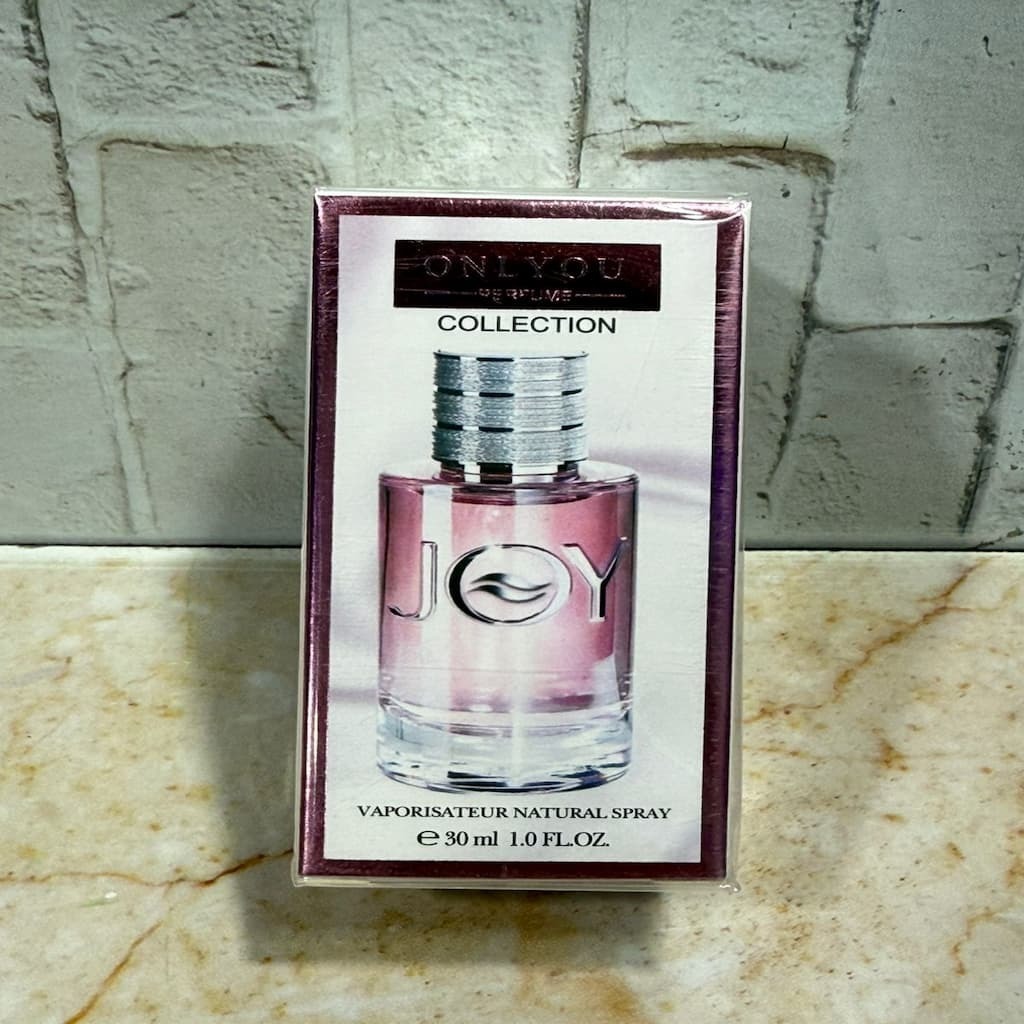 ONLYOU
PERFUME
COLLECTION
JOY
VAPORISATEUR NATURAL SPRAY
℮ 30 ml 1.0 FL.OZ.